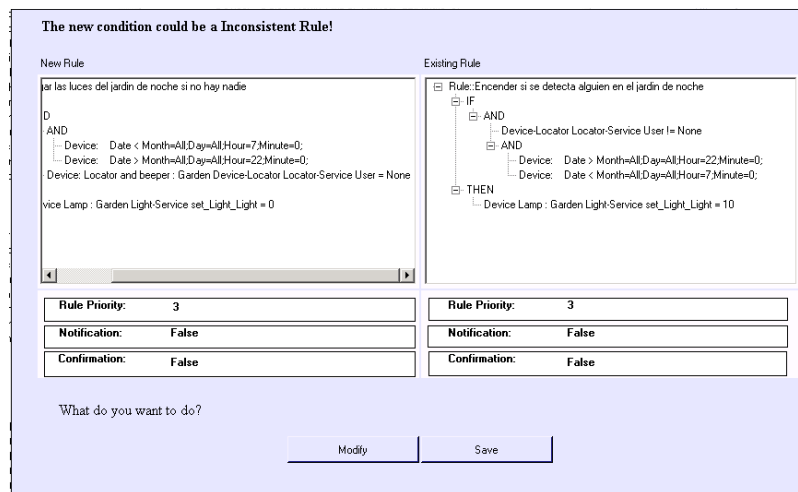 The new condition could be a Inconsistent Rule!
New Rule
Existing Rule
jar las luces del jardin de noche si no hay nadie
D
AND
Device: Date < Month=All;Day=All;Hour=7;Minute=0;
Device: Date > Month=All;Day=All;Hour=22;Minute=0;
Device: Locator and beeper : Garden Device-Locator Locator-Service User = None
vice Lamp : Garden Light-Service set_Light_Light = 0
Rule::Encender si se detecta alguien en el jardin de noche
IF
AND
Device-Locator Locator-Service User != None
AND
Device: Date > Month=All;Day=All;Hour=22;Minute=0;
Device: Date < Month=All;Day=All;Hour=7;Minute=0;
THEN
Device Lamp : Garden Light-Service set_Light_Light = 10
Rule Priority: 3
Notification: False
Confirmation: False
Rule Priority: 3
Notification: False
Confirmation: False
What do you want to do?
Modify
Save